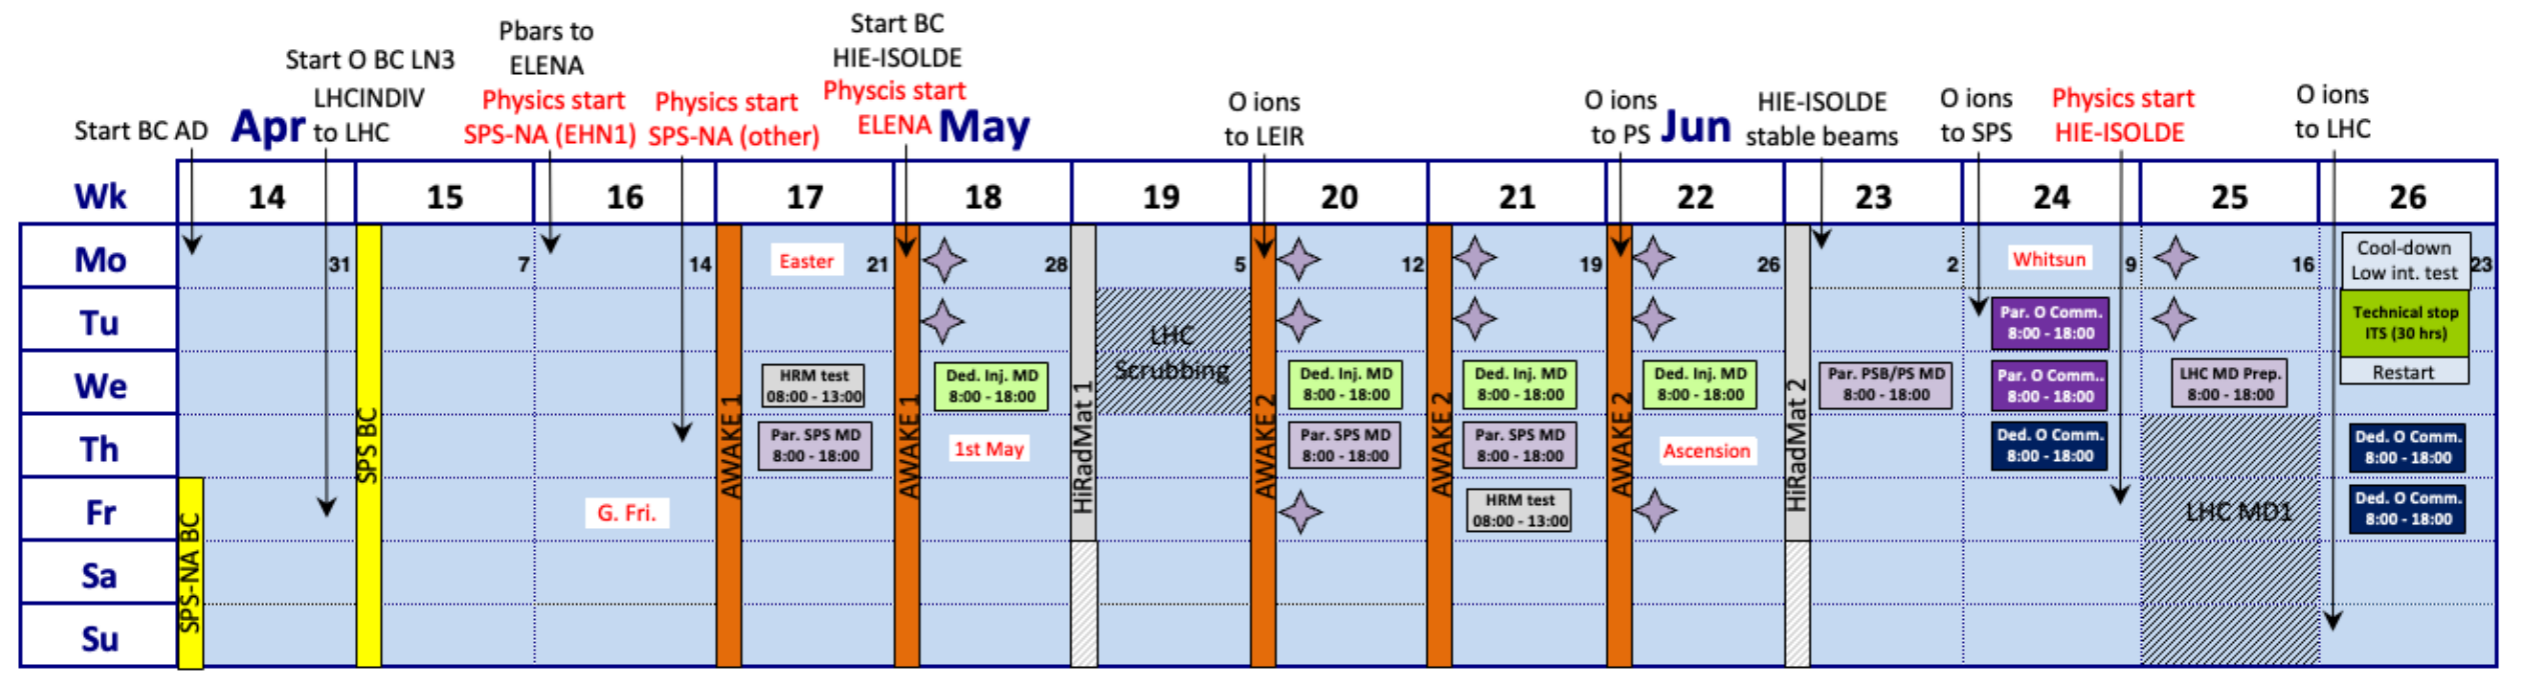 Start BC AD
Apr
Start O BC LN3
LHCINDIV
to LHC
Pbars to
ELENA
Physics start
SPS-NA (EHN1)
Physics start
SPS-NA (other)
Start BC
HIE-ISOLDE
Physcis start
ELENA
May
O ions
to LEIR
O ions
to PS
Jun
HIE-ISOLDE
stable beams
O ions
to SPS
Physics start
HIE-ISOLDE
O ions
to LHC
Wk 14 15 16 17 18 19 20 21 22 23 24 25 26
Mo 31 7 14 Easter 21 28 5 12 19 26 2 Whitsun 9 16 23
Cool-down
Low int. test
Tu
LHC
Scrubbing
Par. O Comm.
8:00 - 18:00
Technical stop
ITS (30 hrs)
We
HRM test
08:00 - 13:00
Ded. Inj. MD
8:00 - 18:00
Ded. Inj. MD
8:00 - 18:00
Ded. Inj. MD
8:00 - 18:00
Ded. Inj. MD
8:00 - 18:00
Par. PSB/PS MD
8:00 - 18:00
Par. O Comm..
8:00 - 18:00
LHC MD Prep.
8:00 - 18:00
Restart
Th
Par. SPS MD
8:00 - 18:00
1st May
Par. SPS MD
8:00 - 18:00
Par. SPS MD
8:00 - 18:00
Ascension
Ded. O Comm.
8:00 - 18:00
Ded. O Comm.
8:00 - 18:00
Fr
G. Fri.
HRM test
08:00 - 13:00
LHC MD1
Ded. O Comm.
8:00 - 18:00
Sa
Su
SPS-NA BC
SPS BC
AWAKE 1
AWAKE 1
HiRadMat 1
AWAKE 2
AWAKE 2
AWAKE 2
HiRadMat 2